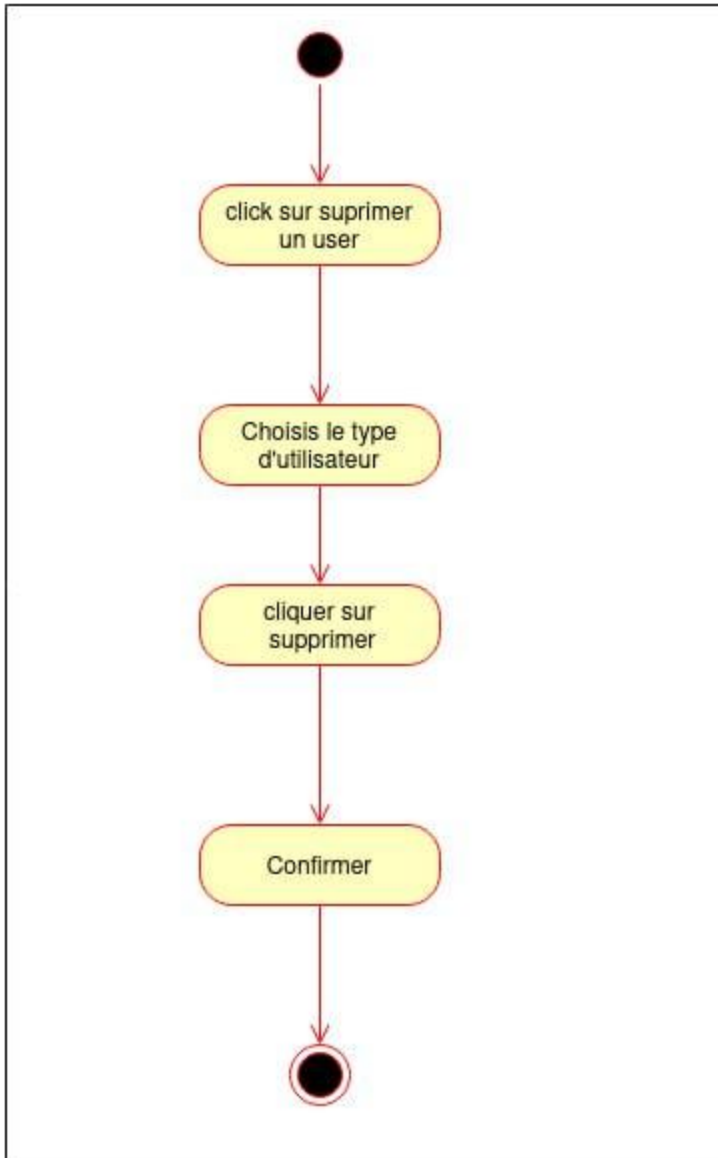 click sur suprimer
un user
Choisis le type
d'utilisateur
cliquer sur
supprimer
Confirmer